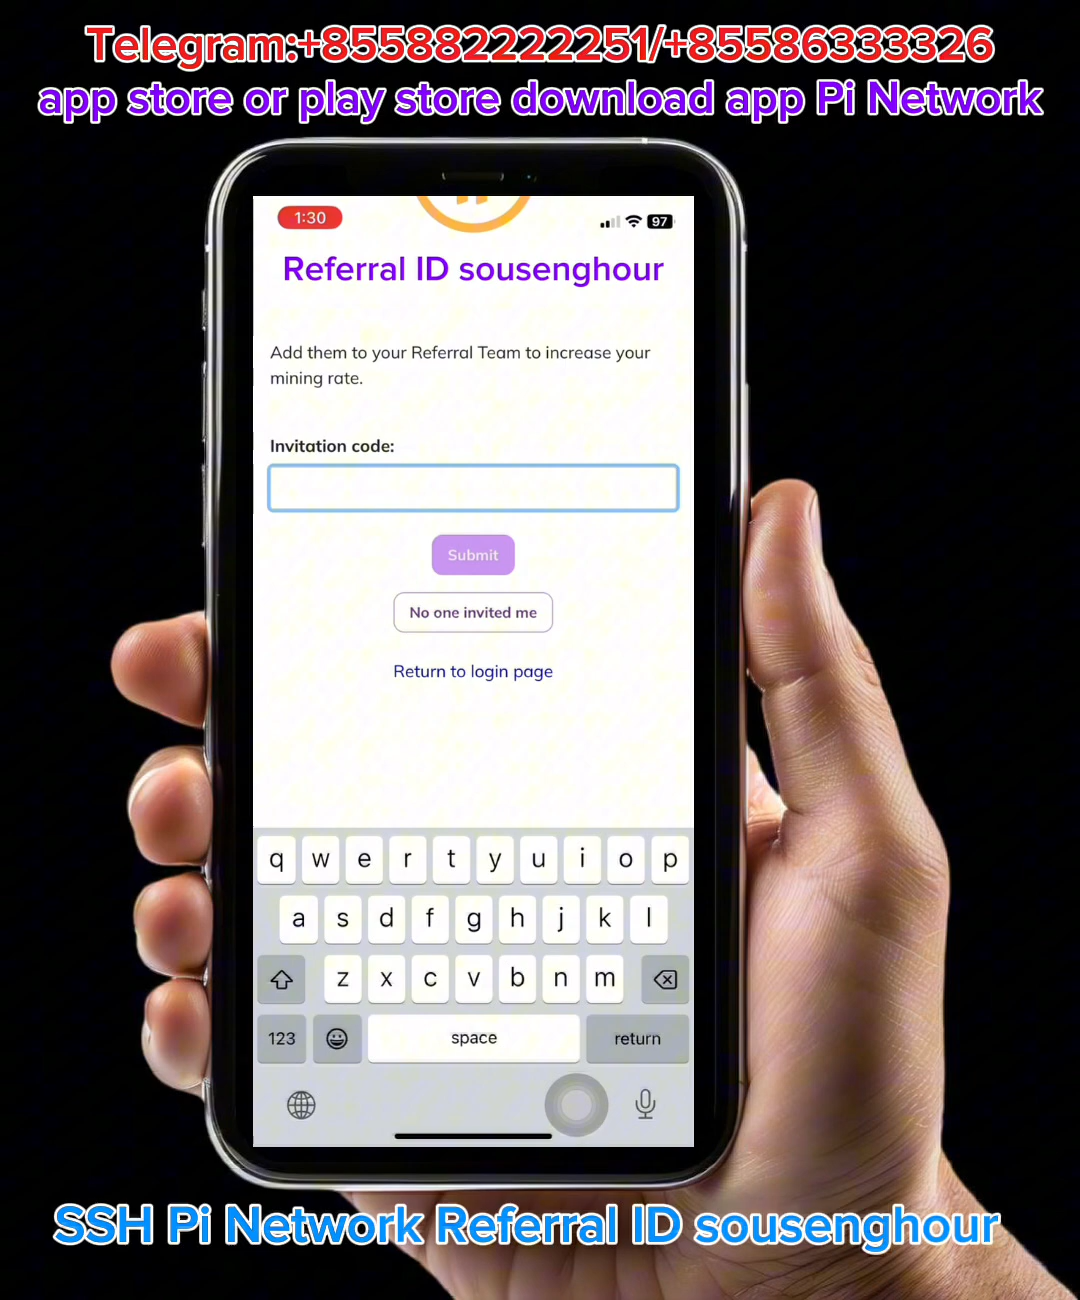 Telegram:+855882222251/+85586333326
app store or play store download app Pi Network
1:30
97
Referral ID sousenghour
Add them to your Referral Team to increase your
mining rate.
Invitation code:
Submit
No one invited me
Return to login page
q w e r t y u i o p
a s d f g h j k l
z x c v b n m
123 space return
SSH Pi Network Referral ID sousenghour